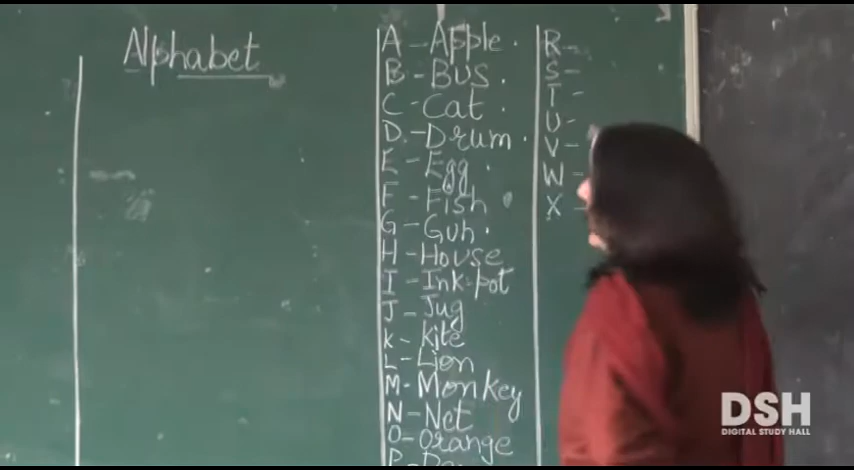 Alphabet
A - Apple.
B - Bus.
C - Cat.
D - Drum.
E - Egg.
F - Fish
G - Guh.
H - House
I - Ink-pot
J - Jug
K - Kite
L - Lion
M - Monkey
N - Net
O - Orange
P -
R -
S -
T -
U -
V -
W -
X -
DSH
DIGITAL STUDY HALL